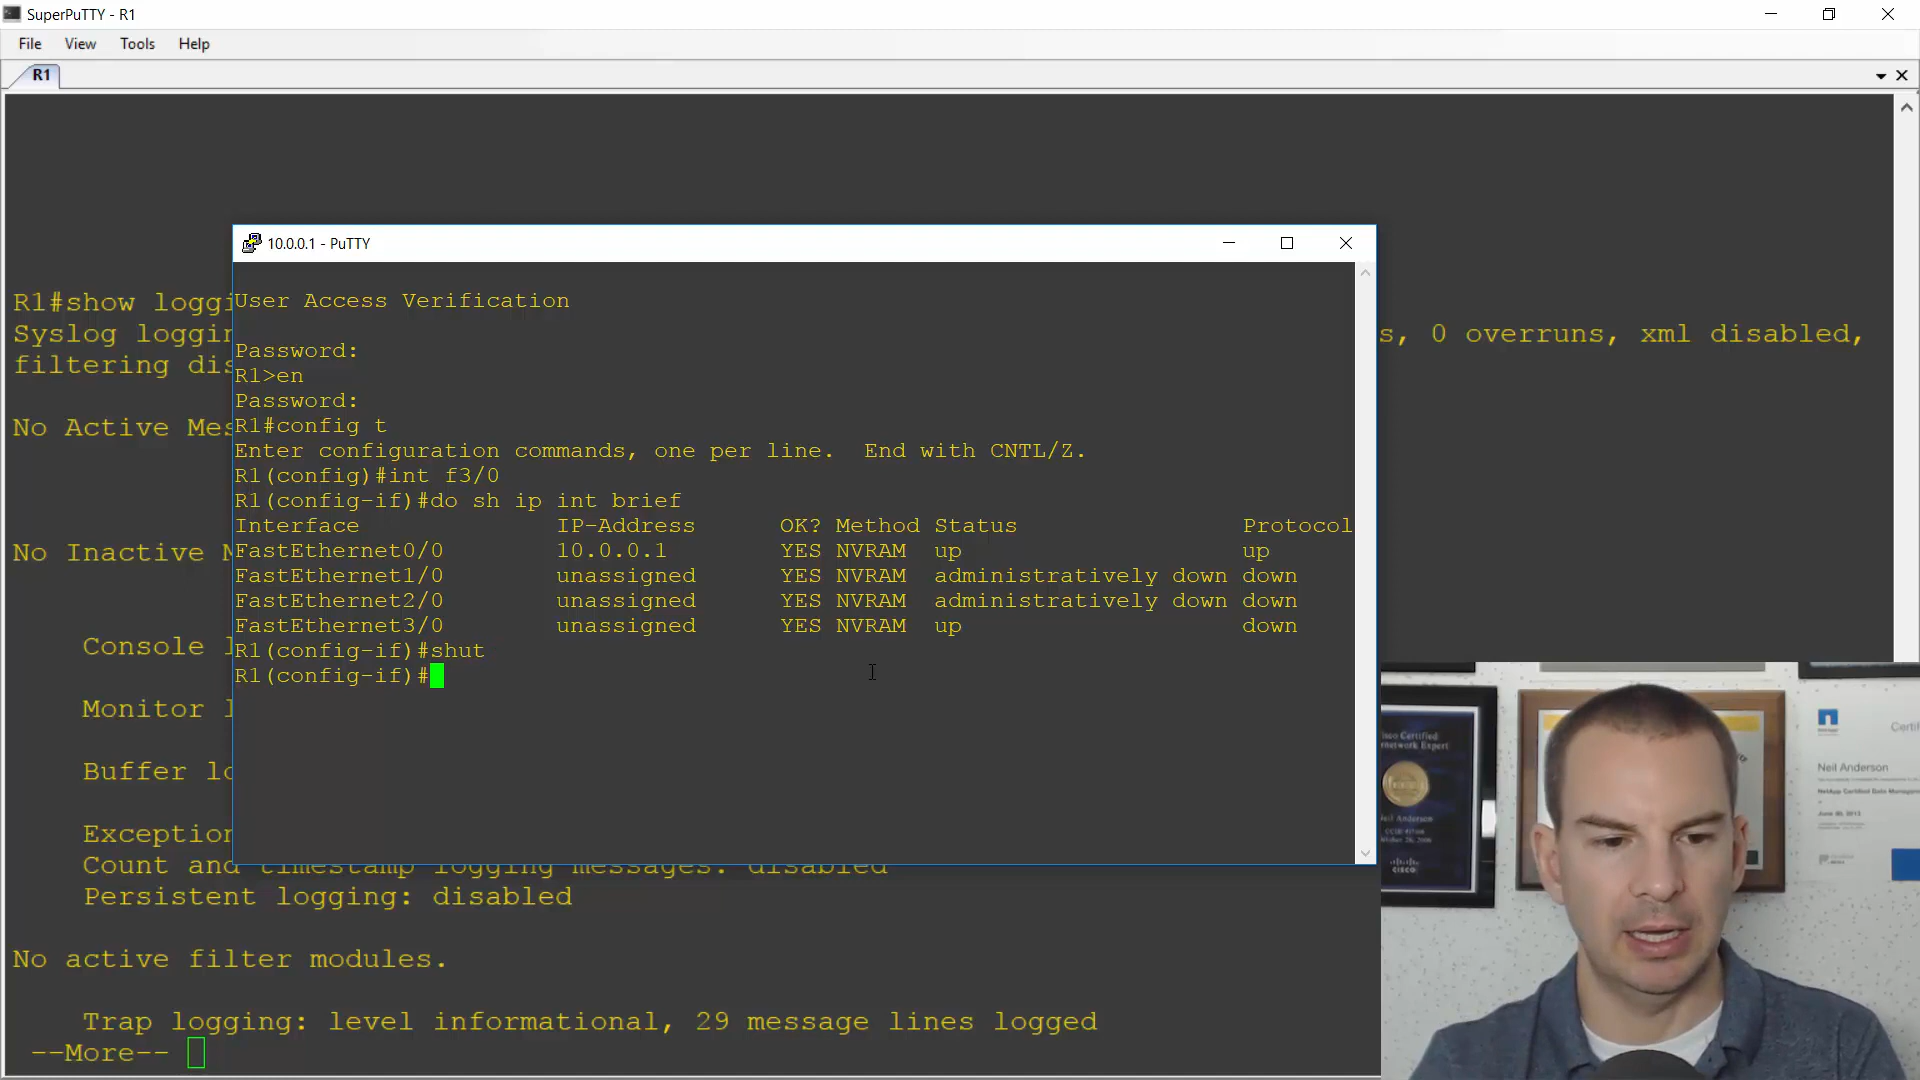 SuperPuTTY - R1
File View Tools Help
R1
R1#show loggi
Syslog loggin
s, 0 overruns, xml disabled,
filtering dis
No Active Mes
No Inactive M
Console l
Monitor l
Buffer lo
Exception
Count and timestamp logging messages: disabled
Persistent logging: disabled
No active filter modules.
Trap logging: level informational, 29 message lines logged
--More--
10.0.0.1 - PuTTY
User Access Verification
Password:
R1>en
Password:
R1#config t
Enter configuration commands, one per line.  End with CNTL/Z.
R1(config)#int f3/0
R1(config-if)#do sh ip int brief
Interface IP-Address OK? Method Status Protocol
FastEthernet0/0 10.0.0.1 YES NVRAM up up
FastEthernet1/0 unassigned YES NVRAM administratively down down
FastEthernet2/0 unassigned YES NVRAM administratively down down
FastEthernet3/0 unassigned YES NVRAM up down
R1(config-if)#shut
R1(config-if)#
Neil Anderson
CISCO